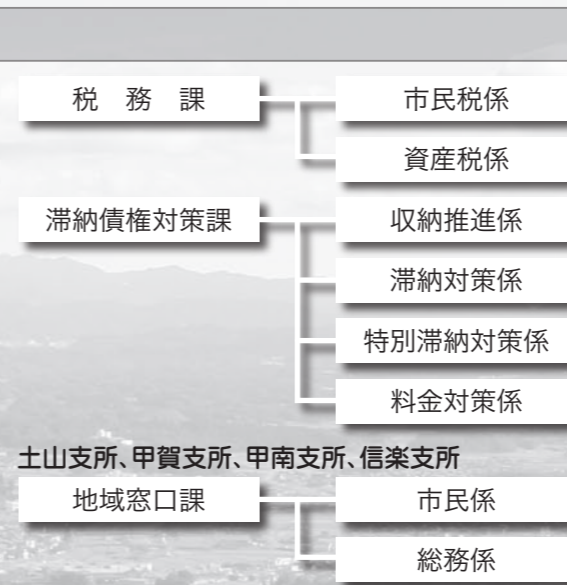 税　務　課
市民税係
資産税係
滞納債権対策課
収納推進係
滞納対策係
特別滞納対策係
料金対策係
土山支所、甲賀支所、甲南支所、信楽支所
地域窓口課
市民係
総務係